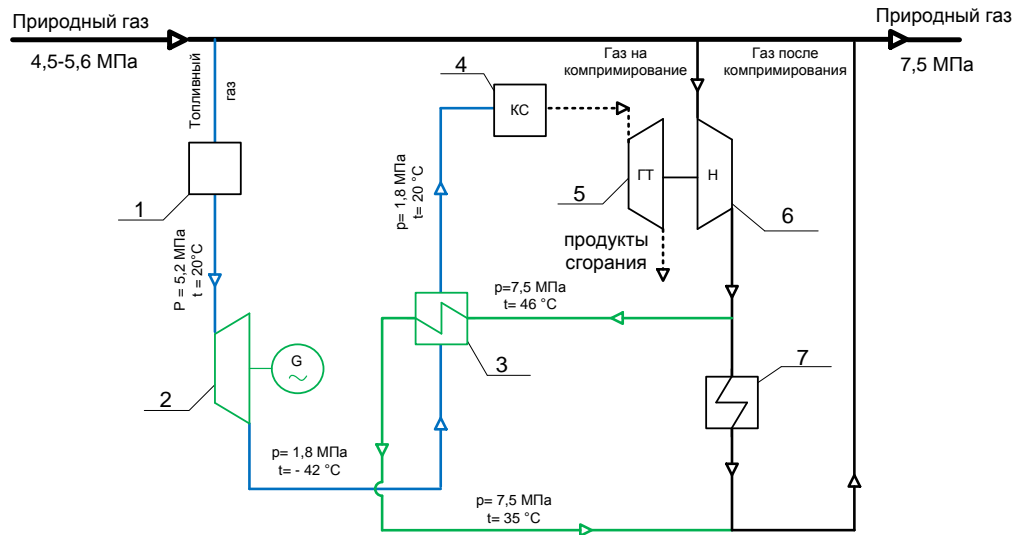 Природный газ
4,5-5,6 МПа
Природный газ
7,5 МПа
Топливный
газ
Газ на
компримирование
Газ после
компримирования
4
КС
1
5
ГТ
Н
6
продукты
сгорания
P = 5,2 МПа
t = 20°C
p= 1,8 МПа
t= 20 °C
p=7,5 МПа
t= 46 °C
3
7
2
G
~
p= 1,8 МПа
t= - 42 °C
p= 7,5 МПа
t= 35 °C